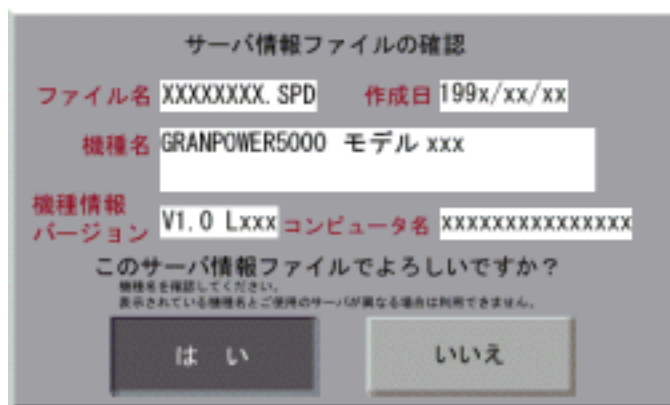 サーバ情報ファイルの確認
ファイル名 XXXXXXXX.SPD 作成日 199x/xx/xx
機種名 GRANPOWER5000 モデル xxx
機種情報
バージョン V1.0 Lxxx コンピュータ名 xxxxxxxxxxxxxxx
このサーバ情報ファイルでよろしいですか？
機種名を確認してください。
表示されている機種名とご使用のサーバが異なる場合は利用できません。
はい いいえ